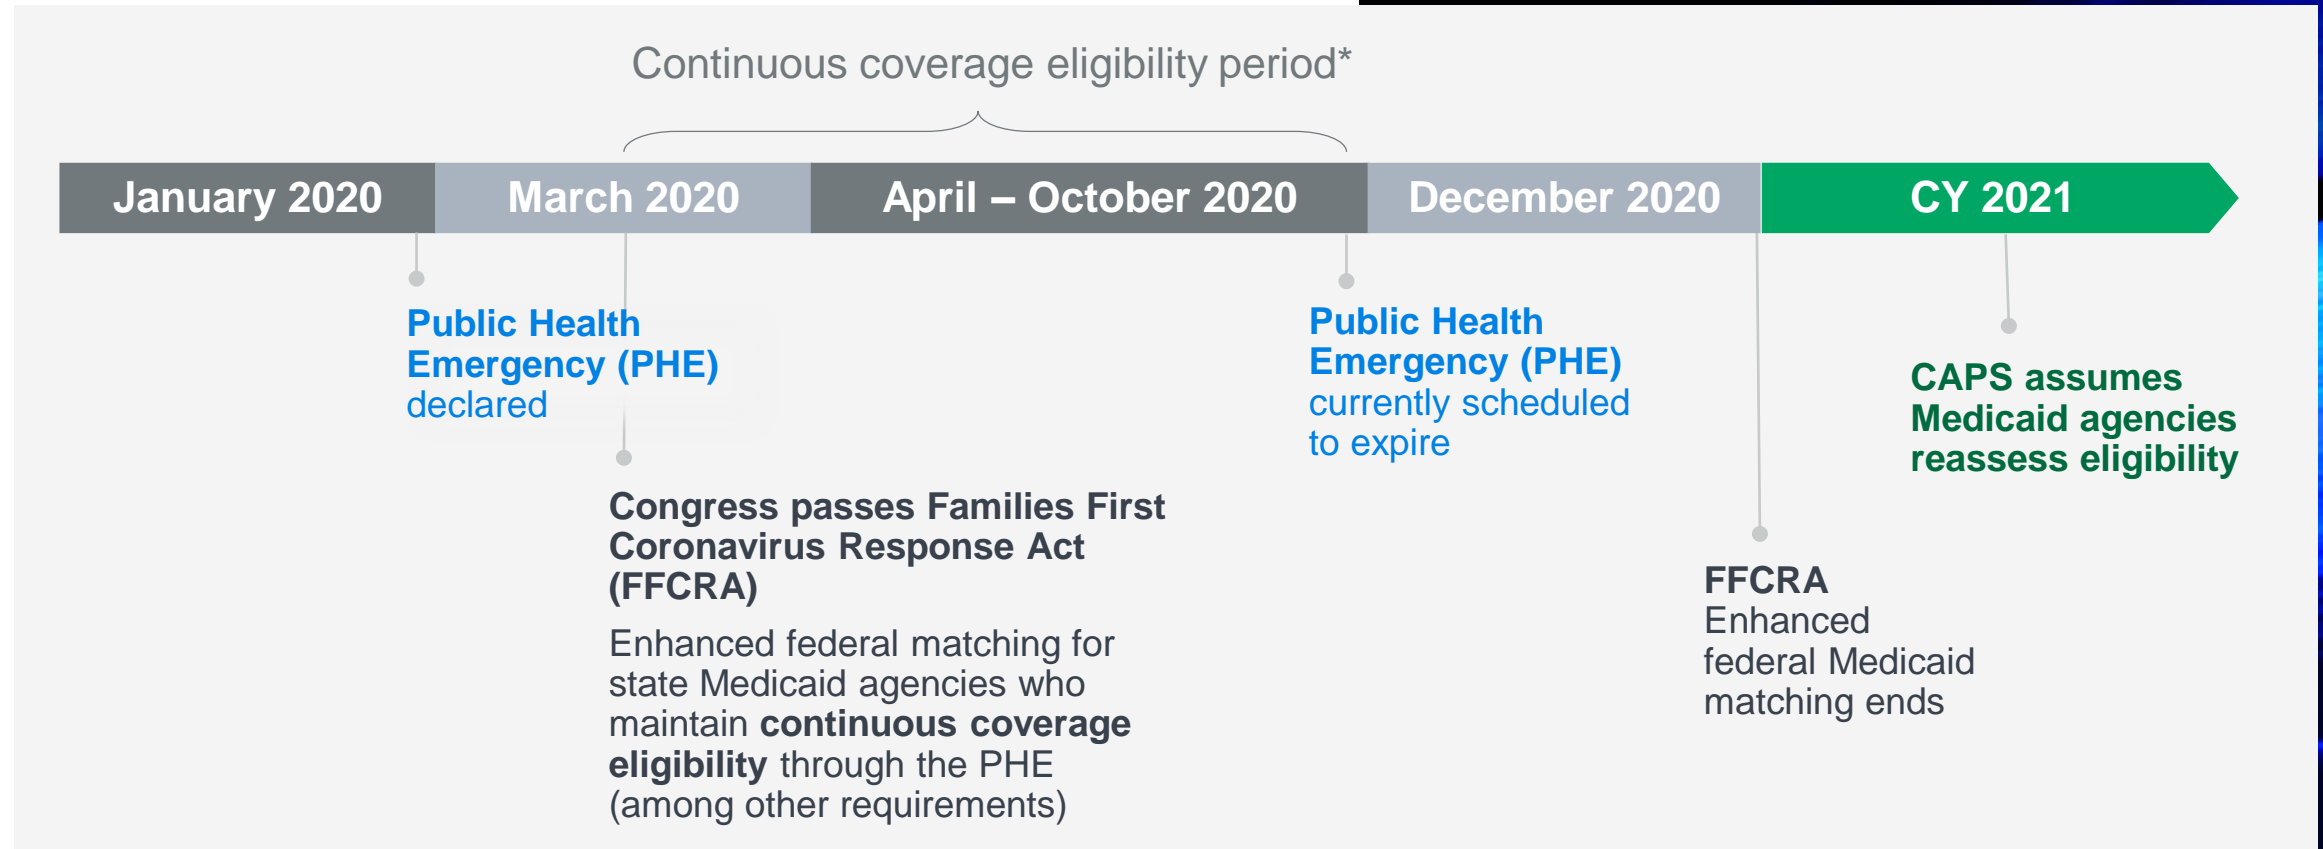 Continuous coverage eligibility period*
January 2020
March 2020
April – October 2020
December 2020
CY 2021
Public Health
Emergency (PHE)
declared
Congress passes Families First
Coronavirus Response Act
(FFCRA)
Enhanced federal matching for
state Medicaid agencies who
maintain continuous coverage
eligibility through the PHE
(among other requirements)
Public Health
Emergency (PHE)
currently scheduled
to expire
FFCRA
Enhanced
federal Medicaid
matching ends
CAPS assumes
Medicaid agencies
reassess eligibility